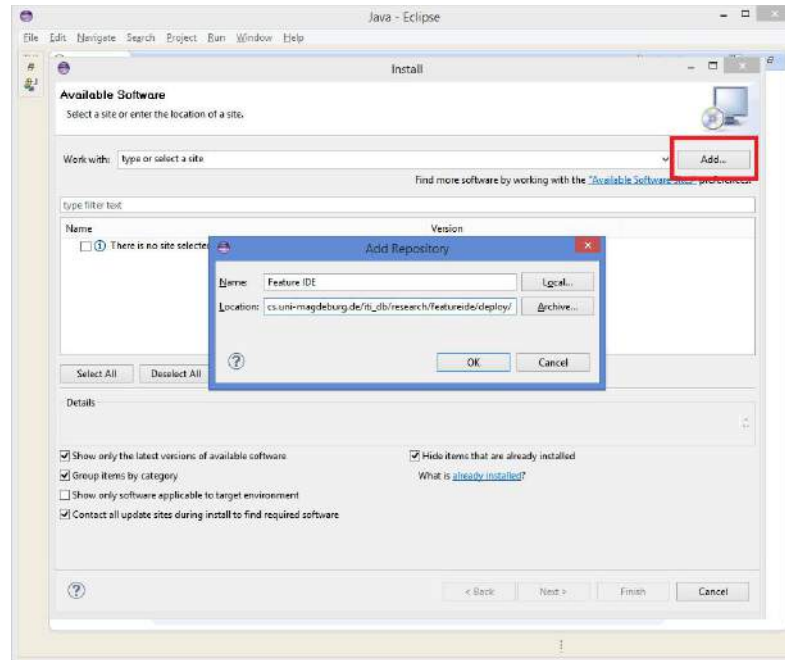 Java - Eclipse
File Edit Navigate Search Project Run Window Help
Install
Available Software
Select a site or enter the location of a site.
Work with: type or select a site
Add...
Find more software by working with the "Available Software Sites" preferences.
type filter text
Name Version
There is no site selected
Add Repository
Name: Feature IDE Local...
Location: cs.uni-magdeburg.de/iti_db/research/featureide/deploy/ Archive...
OK Cancel
Select All Deselect All
Details
Show only the latest versions of available software Hide items that are already installed
Group items by category What is already installed?
Show only software applicable to target environment
Contact all update sites during install to find required software
< Back Next > Finish Cancel